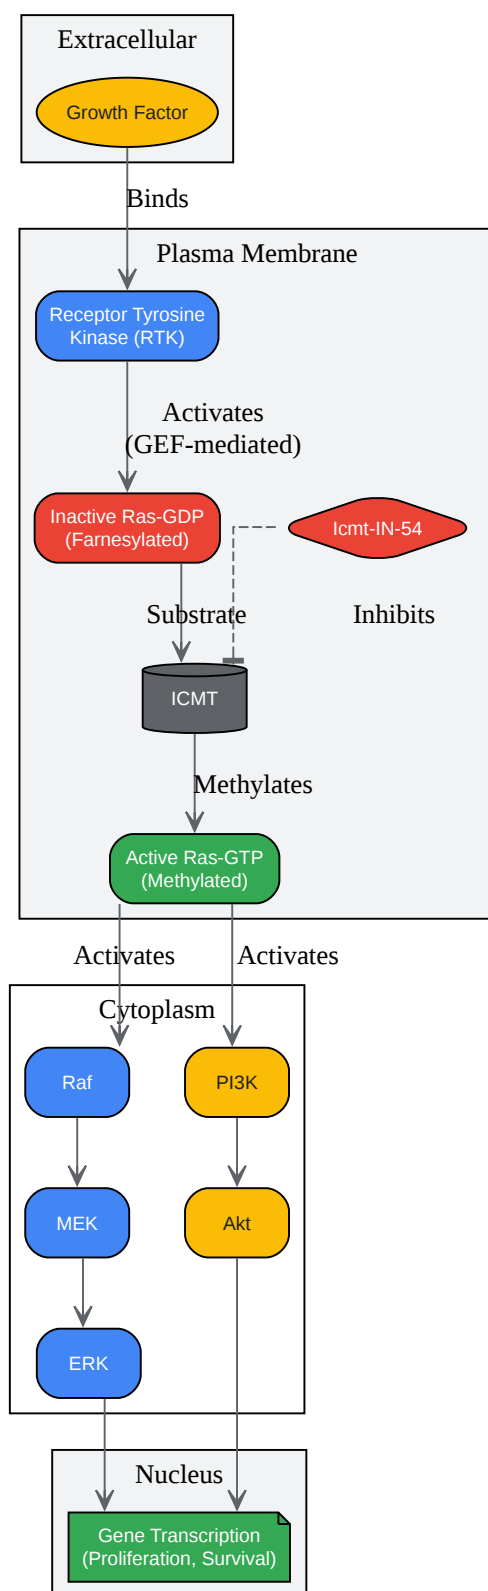 Extracellular
Growth Factor
Binds
Plasma Membrane
Receptor Tyrosine
Kinase (RTK)
Activates
(GEF-mediated)
Inactive Ras-GDP
(Farnesylated)
Icmt-IN-54
Substrate
Inhibits
ICMT
Methylates
Active Ras-GTP
(Methylated)
Activates
Activates
Cytoplasm
Raf
PI3K
MEK
Akt
ERK
Nucleus
Gene Transcription
(Proliferation, Survival)